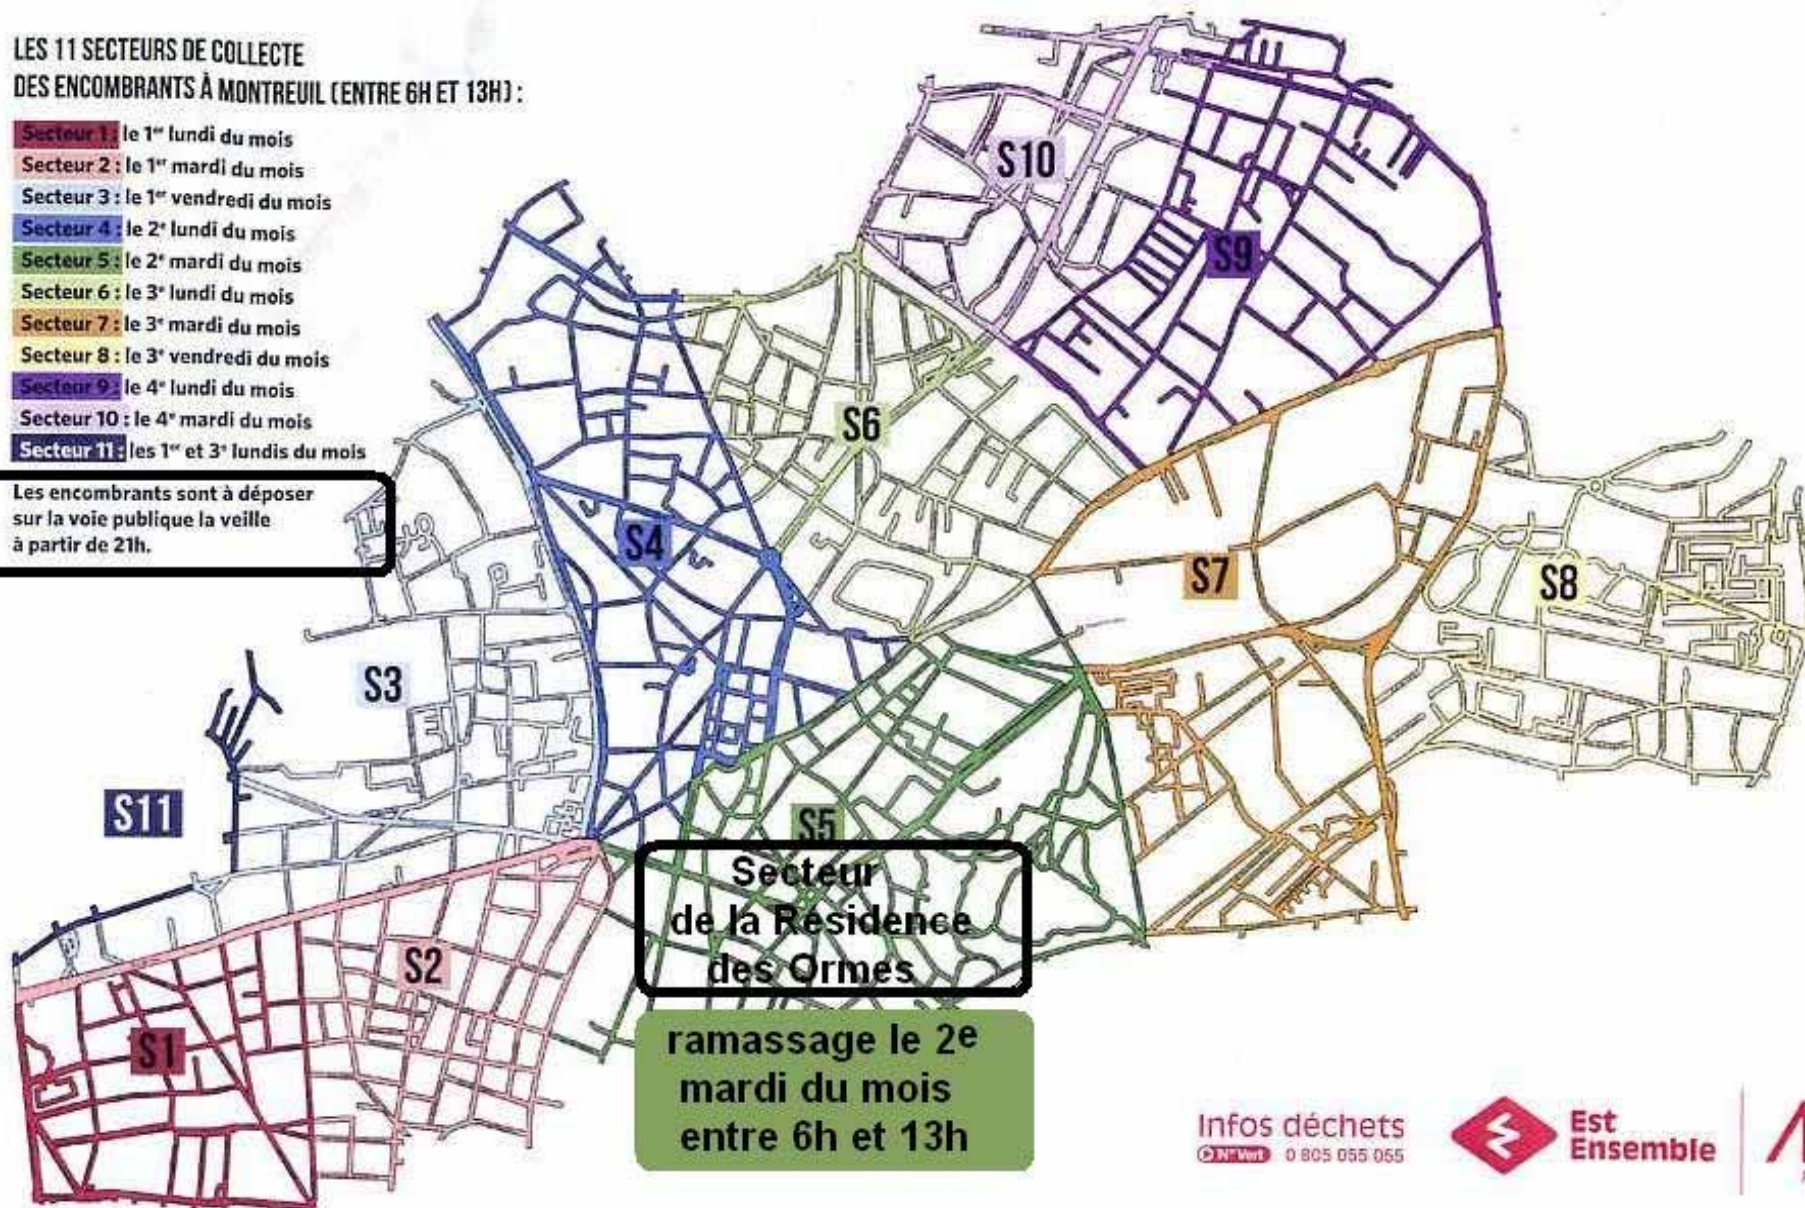 LES 11 SECTEURS DE COLLECTE
DES ENCOMBRANTS À MONTREUIL (ENTRE 6H ET 13H) :
Secteur 1 : le 1er lundi du mois
Secteur 2 : le 1er mardi du mois
Secteur 3 : le 1er vendredi du mois
Secteur 4 : le 2e lundi du mois
Secteur 5 : le 2e mardi du mois
Secteur 6 : le 3e lundi du mois
Secteur 7 : le 3e mardi du mois
Secteur 8 : le 3e vendredi du mois
Secteur 9 : le 4e lundi du mois
Secteur 10 : le 4e mardi du mois
Secteur 11 : les 1er et 3e lundis du mois
Les encombrants sont à déposer
sur la voie publique la veille
à partir de 21h.
S10
S9
S6
S4
S7
S8
S3
S11
S5
S2
S1
Secteur
de la Résidence
des Ormes
ramassage le 2e
mardi du mois
entre 6h et 13h
Infos déchets
N° Vert 0 805 055 055
Est
Ensemble